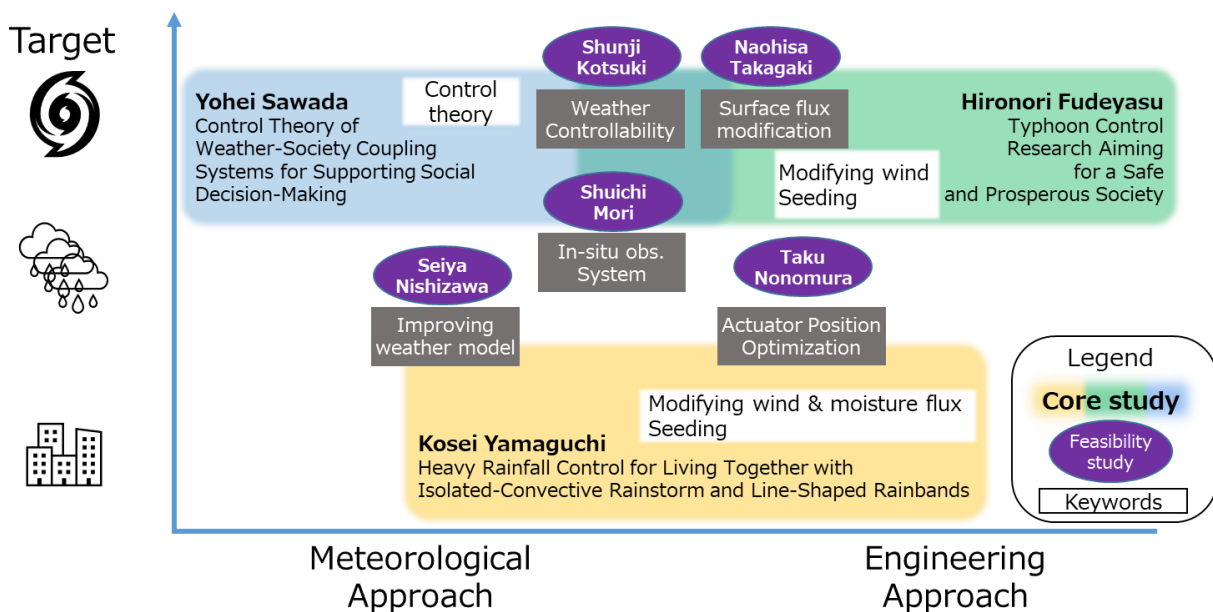 Target
Shunji
Kotsuki
Weather
Controllability
Naohisa
Takagaki
Surface flux
modification
Yohei Sawada
Control Theory of
Weather-Society Coupling
Systems for Supporting Social
Decision-Making
Control
theory
Hironori Fudeyasu
Typhoon Control
Research Aiming
for a Safe
and Prosperous Society
Modifying wind
Seeding
Shuichi
Mori
In-situ obs.
System
Seiya
Nishizawa
Improving
weather model
Taku
Nonomura
Actuator Position
Optimization
Modifying wind & moisture flux
Seeding
Kosei Yamaguchi
Heavy Rainfall Control for Living Together with
Isolated-Convective Rainstorm and Line-Shaped Rainbands
Legend
Core study
Feasibility
study
Keywords
Meteorological
Approach
Engineering
Approach